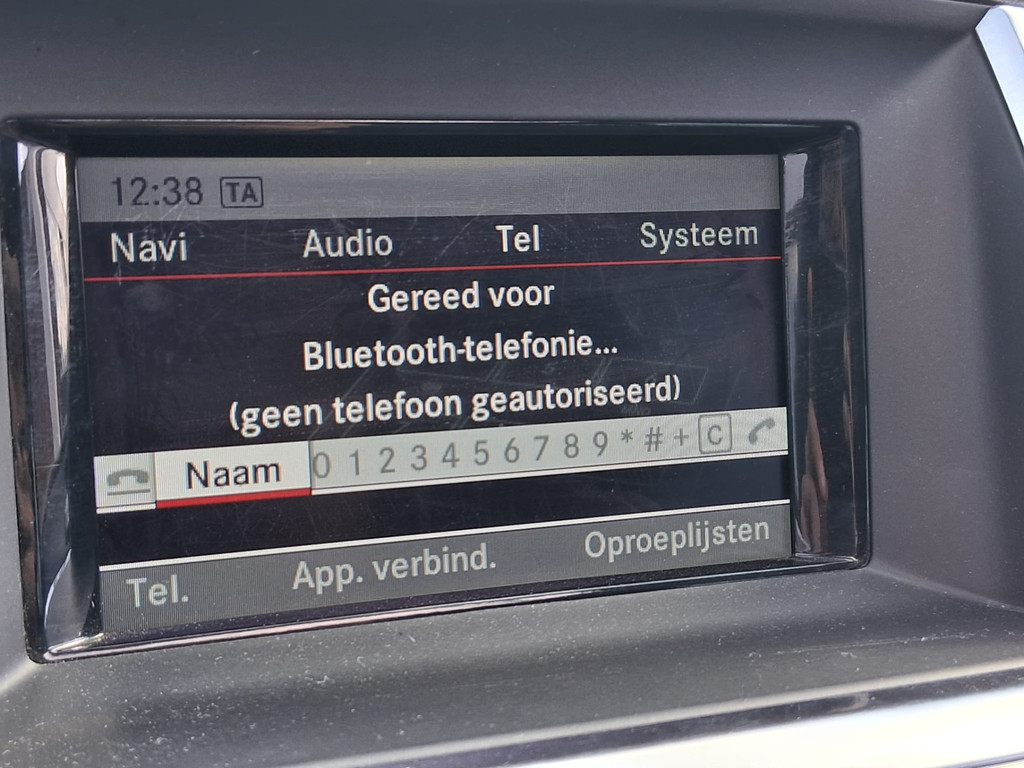 12:38 TA
Navi Audio Tel Systeem
Gereed voor
Bluetooth-telefonie...
(geen telefoon geautoriseerd)
Naam 0 1 2 3 4 5 6 7 8 9 * # + C
Tel. App. verbind. Oproeplijsten